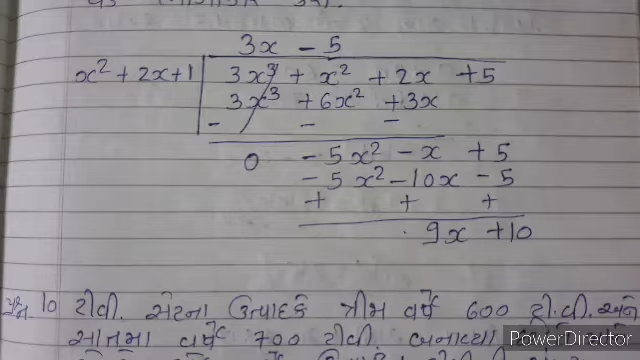 3x - 5
x² + 2x + 1 3x³ + x² + 2x + 5
3x³ + 6x² + 3x
- - -
0 - 5x² - x + 5
- 5x² - 10x - 5
+ + +
9x + 10
10 ટી.વી. સેટના ઉત્પાદકે ત્રીજા વર્ષે 600 ટી.વી. અને
સાતમા વર્ષે 700 ટી.વી. બનાવ્યા
PowerDirector